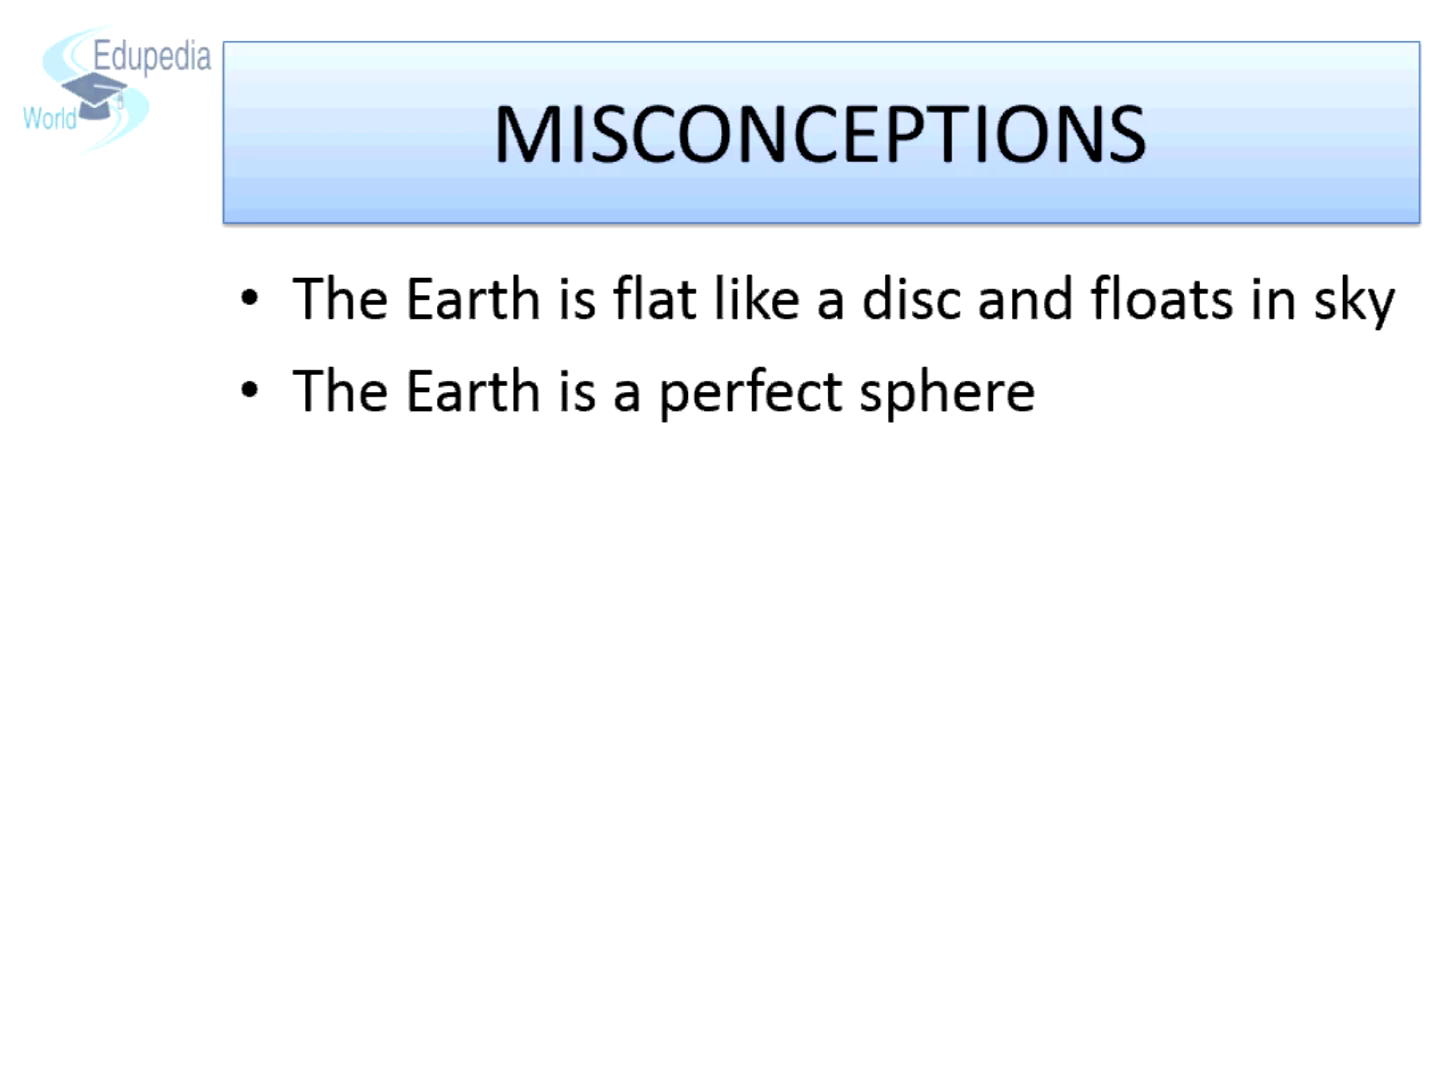 Edupedia
World
MISCONCEPTIONS
• The Earth is flat like a disc and floats in sky
• The Earth is a perfect sphere